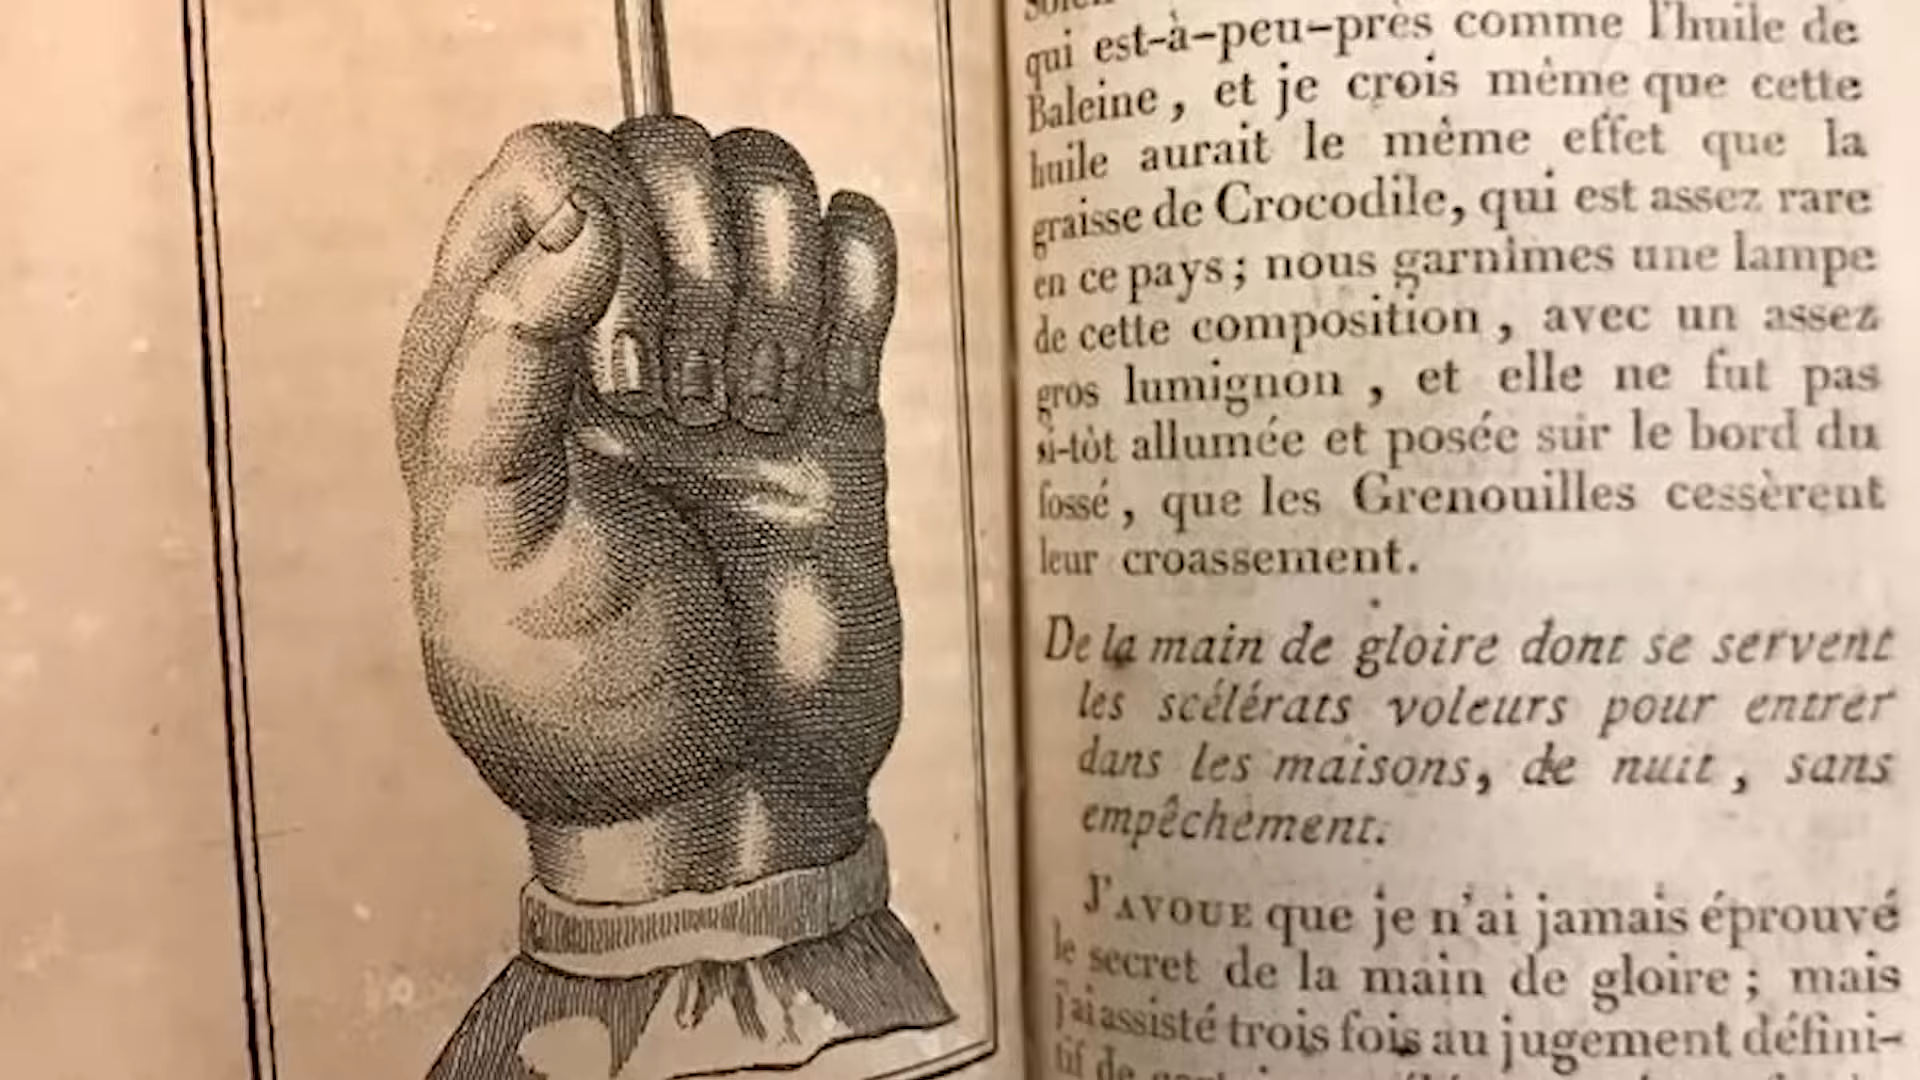 qui est-à-peu-près comme l'huile de
Baleine, et je crois même que cette
huile aurait le même effet que la
graisse de Crocodile, qui est assez rare
en ce pays; nous garnîmes une lampe
de cette composition, avec un assez
gros lumignon, et elle ne fut pas
si-tôt allumée et posée sur le bord du
fossé, que les Grenouilles cessèrent
leur croassement.
De la main de gloire dont se servent
les scélérats voleurs pour entrer
dans les maisons, de nuit, sans
empêchement.
J'AVOUE que je n'ai jamais éprouvé
le secret de la main de gloire; mais
j'ai assisté trois fois au jugement défini-
tif de